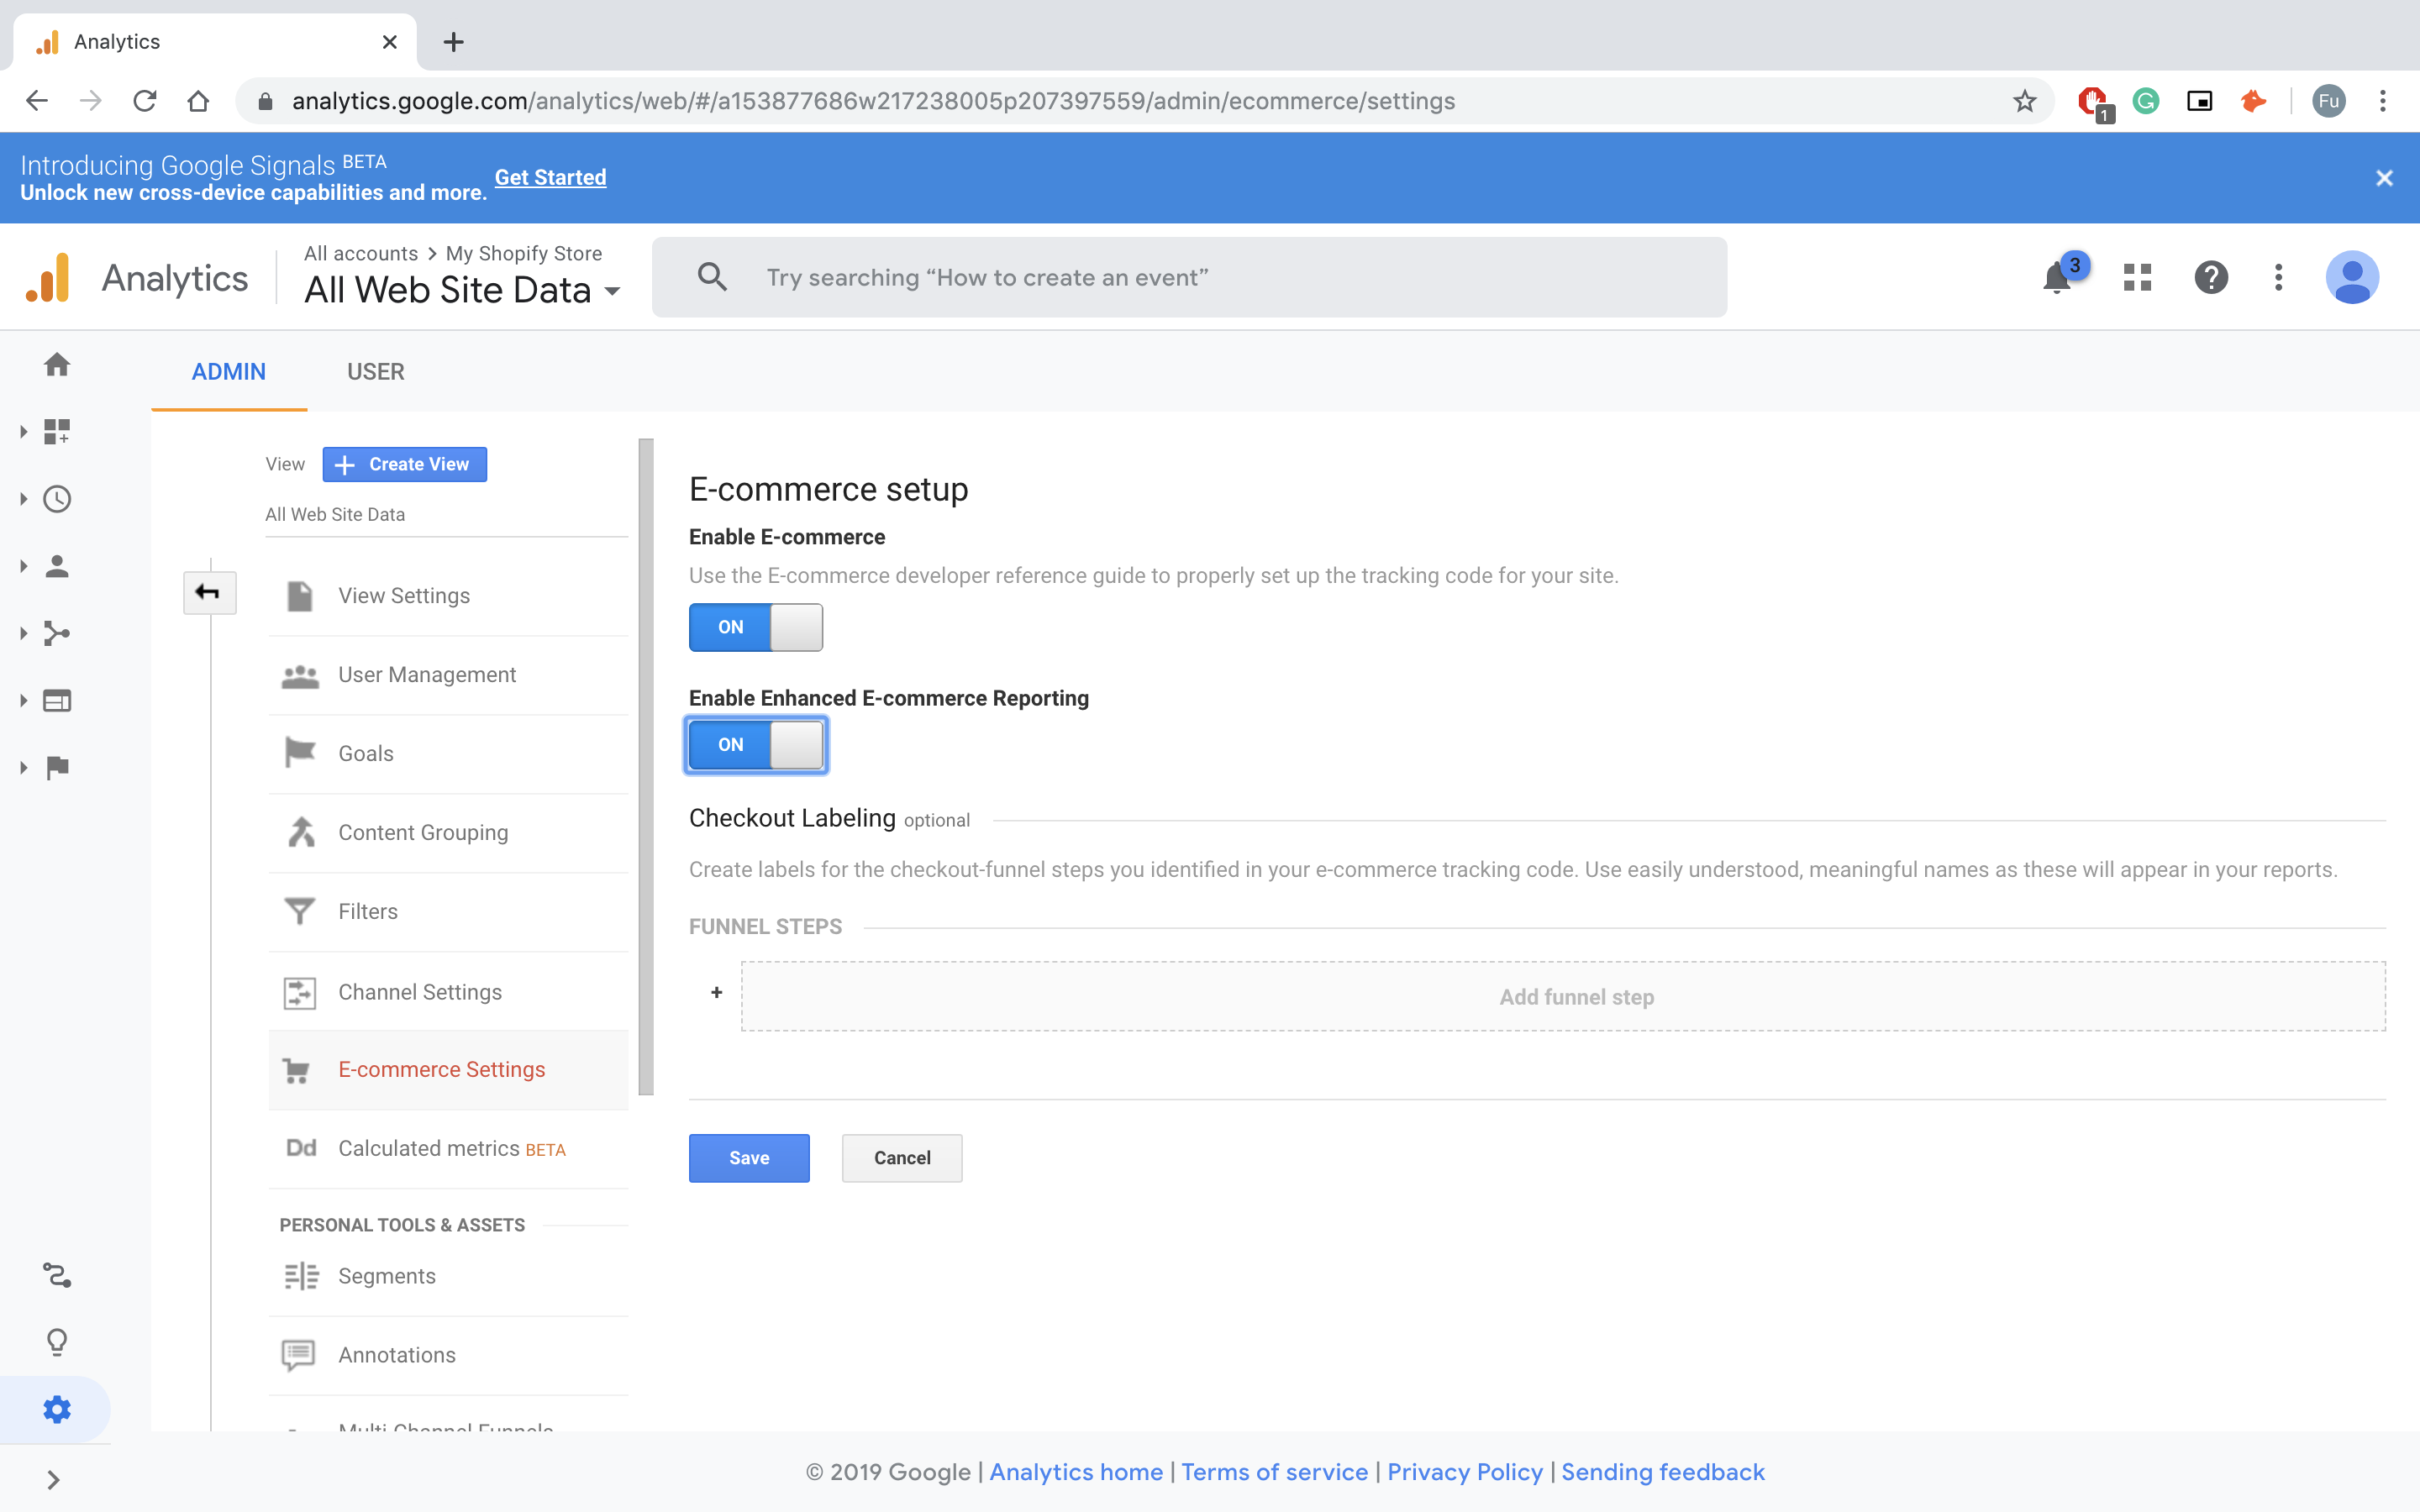 Analytics
analytics.google.com/analytics/web/#/a153877686w217238005p207397559/admin/ecommerce/settings
1
Fu
Introducing Google Signals BETA
Unlock new cross-device capabilities and more.
Get Started
Analytics
All accounts > My Shopify Store
All Web Site Data
Try searching “How to create an event”
3
ADMIN
USER
View
Create View
All Web Site Data
View Settings
User Management
Goals
Content Grouping
Filters
Channel Settings
E-commerce Settings
Dd Calculated metrics BETA
PERSONAL TOOLS & ASSETS
Segments
Annotations
Multi Channel Funnels
E-commerce setup
Enable E-commerce
Use the E-commerce developer reference guide to properly set up the tracking code for your site.
ON
Enable Enhanced E-commerce Reporting
ON
Checkout Labeling optional
Create labels for the checkout-funnel steps you identified in your e-commerce tracking code. Use easily understood, meaningful names as these will appear in your reports.
FUNNEL STEPS
+ Add funnel step
Save
Cancel
© 2019 Google | Analytics home | Terms of service | Privacy Policy | Sending feedback